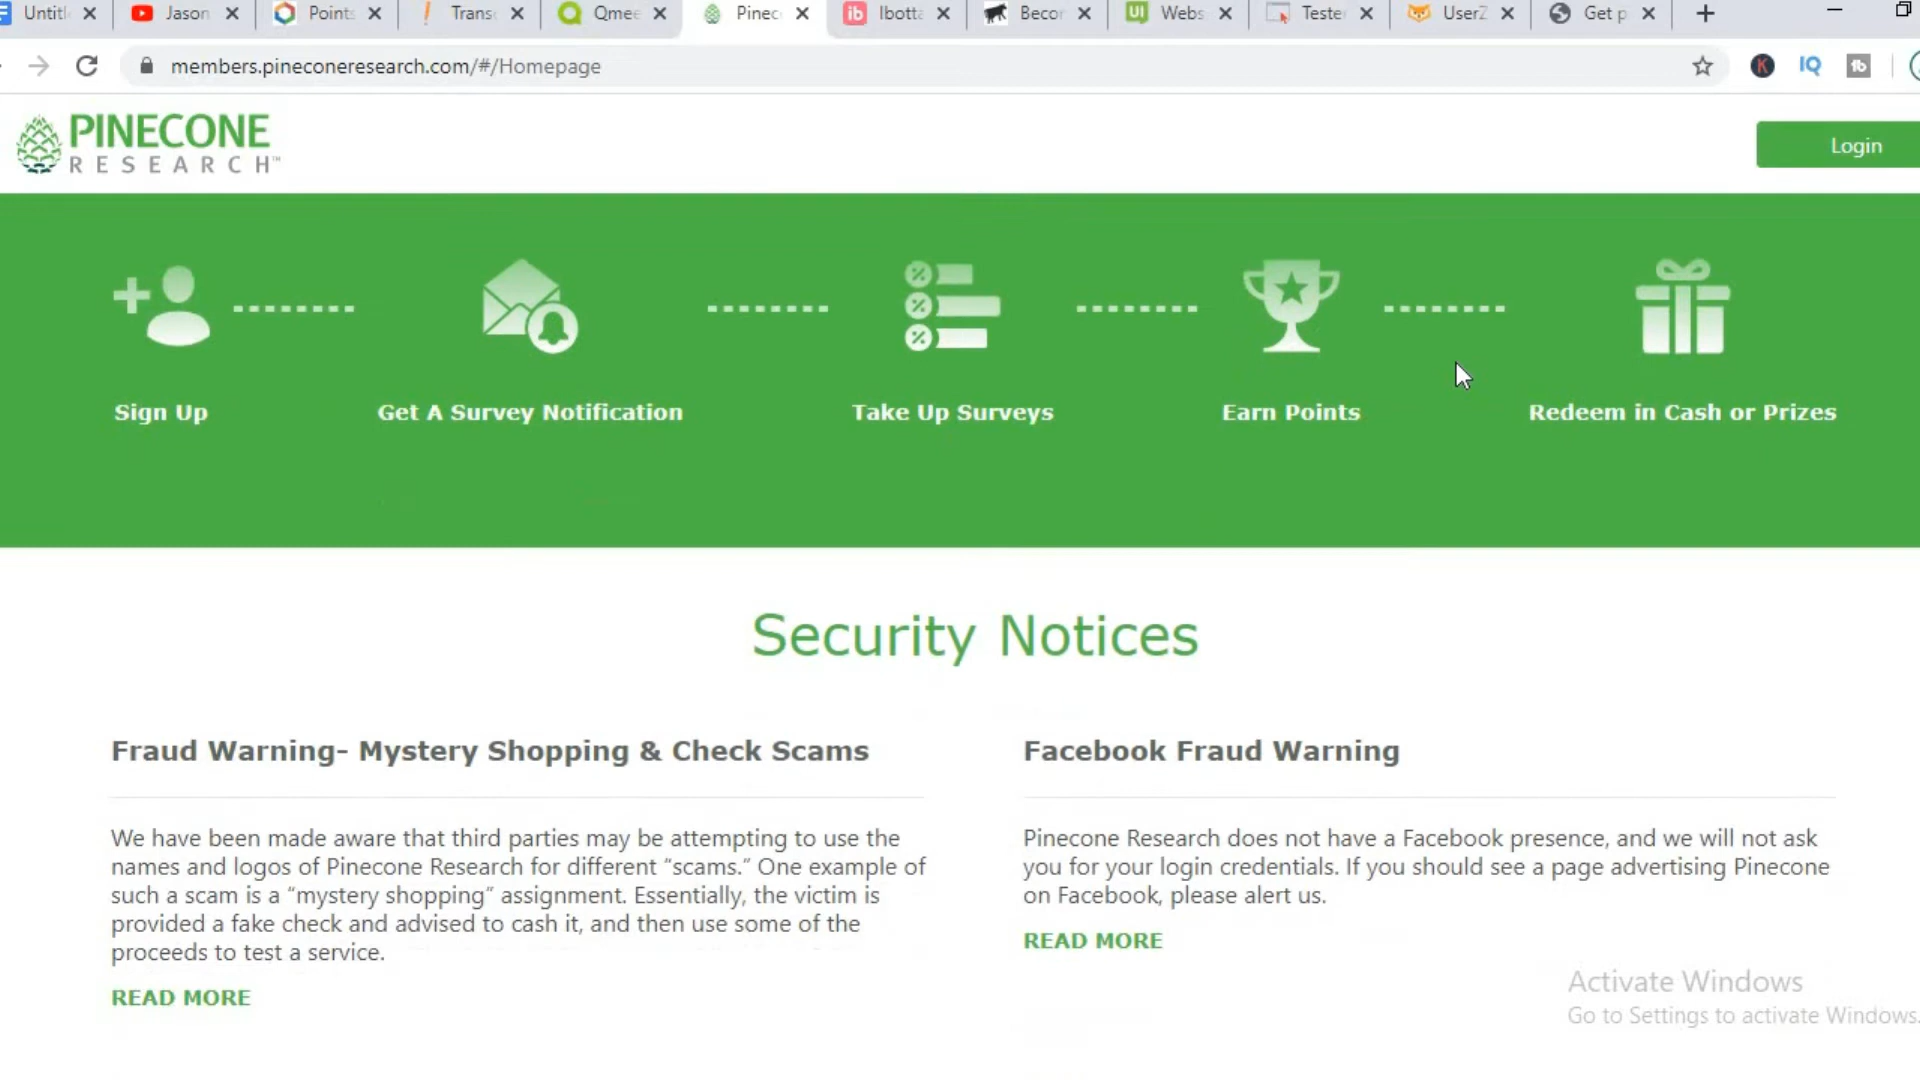 Untitl Jason Points Trans Qmee Pinec Ibotta Becor Webs Teste UserZ Get p
members.pineconeresearch.com/#/Homepage
IQ
PINECONE
RESEARCH™
Login
Sign Up
Get A Survey Notification
Take Up Surveys
Earn Points
Redeem in Cash or Prizes
Security Notices
Fraud Warning- Mystery Shopping & Check Scams
We have been made aware that third parties may be attempting to use the
names and logos of Pinecone Research for different “scams.” One example of
such a scam is a “mystery shopping” assignment. Essentially, the victim is
provided a fake check and advised to cash it, and then use some of the
proceeds to test a service.
READ MORE
Facebook Fraud Warning
Pinecone Research does not have a Facebook presence, and we will not ask
you for your login credentials. If you should see a page advertising Pinecone
on Facebook, please alert us.
READ MORE
Activate Windows
Go to Settings to activate Windows.